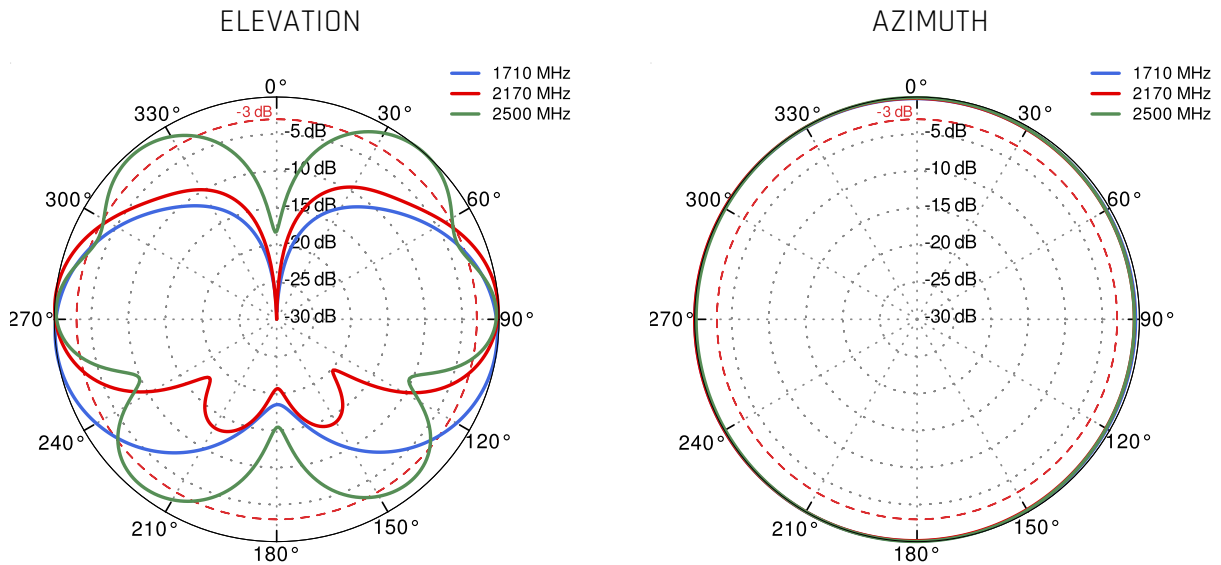 ELEVATION
1710 MHz
2170 MHz
2500 MHz
0°
30°
60°
90°
120°
150°
180°
210°
240°
270°
300°
330°
-3 dB
-5 dB
-10 dB
-15 dB
-20 dB
-25 dB
-30 dB
AZIMUTH
1710 MHz
2170 MHz
2500 MHz
0°
30°
60°
90°
120°
150°
180°
210°
240°
270°
300°
330°
-3 dB
-5 dB
-10 dB
-15 dB
-20 dB
-25 dB
-30 dB